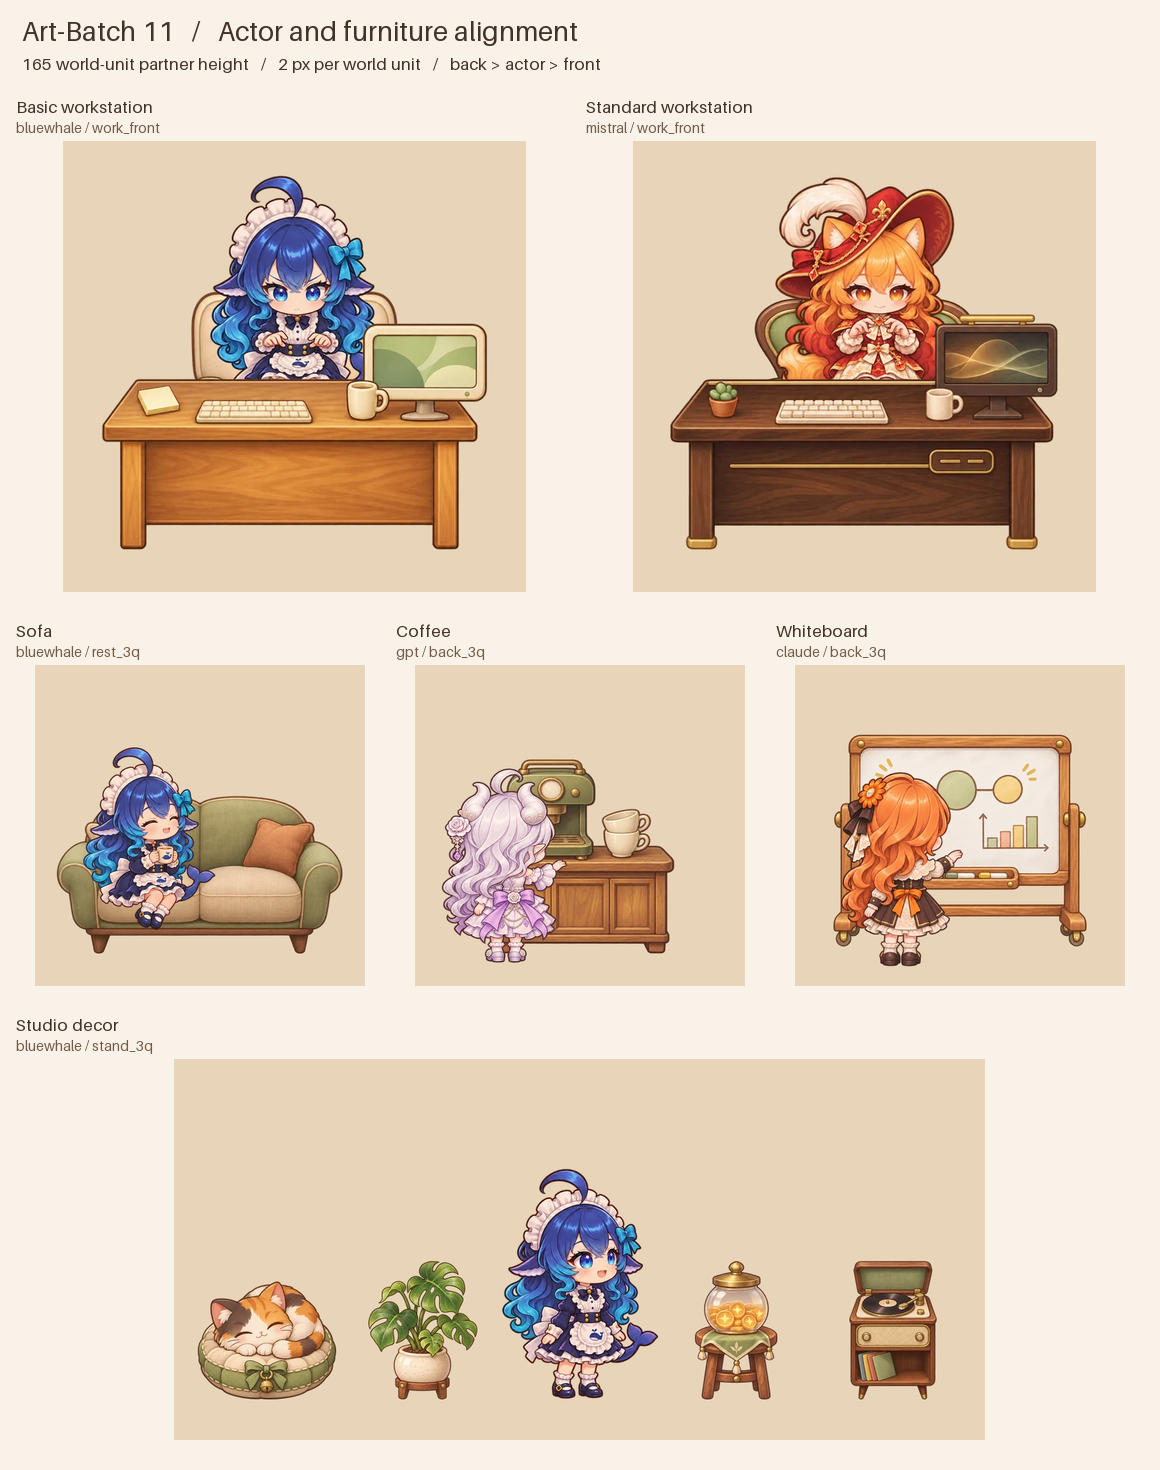 Art-Batch 11 / Actor and furniture alignment
165 world-unit partner height / 2 px per world unit / back > actor > front
Basic workstation
bluewhale / work_front
Standard workstation
mistral / work_front
Sofa
bluewhale / rest_3q
Coffee
gpt / back_3q
Whiteboard
claude / back_3q
Studio decor
bluewhale / stand_3q